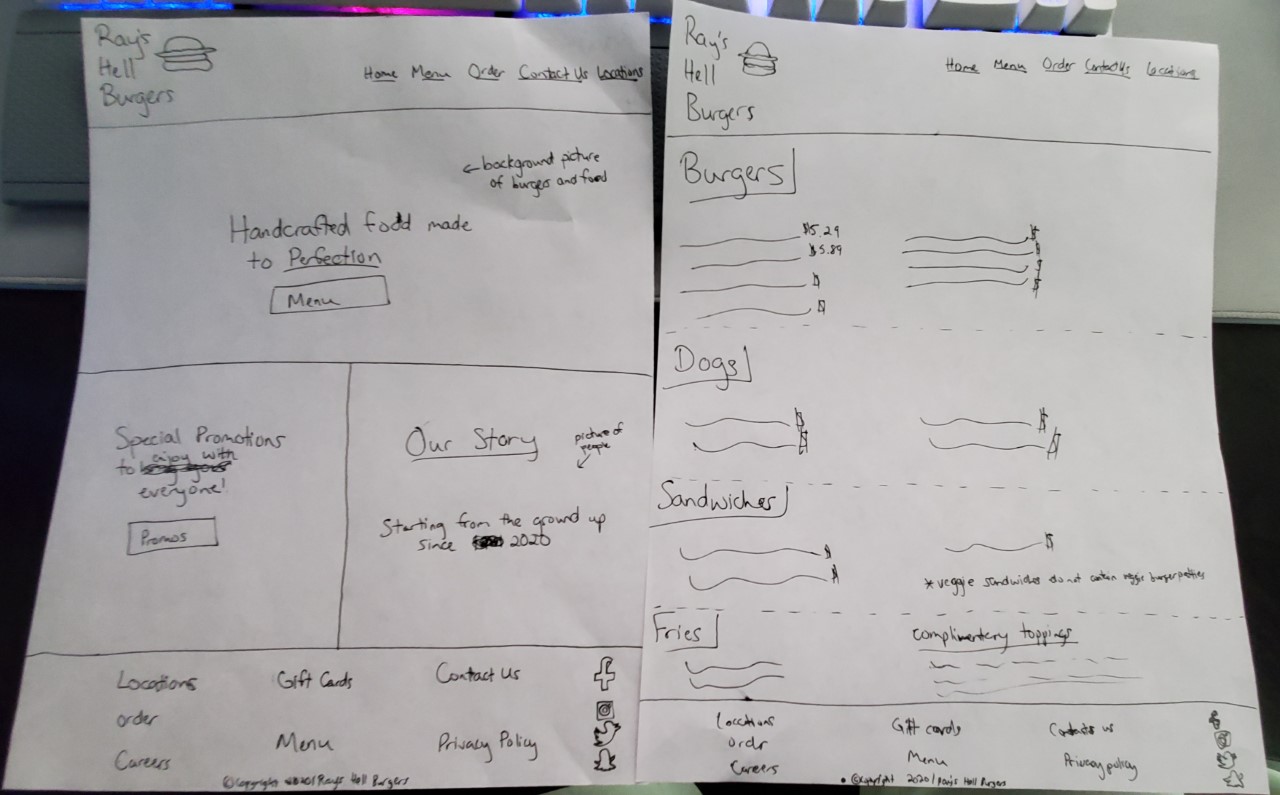 Ray's
Hell
Burgers
Home Menu Order Contact Us Locations
←background picture
of burgers and food
Handcrafted food made
to Perfection
Menu
Special Promotions
to enjoy with
everyone!
Promos
Our Story
picture of
people
Starting from the ground up
since 2020
Locations Gift Cards Contact Us
order
Menu Privacy Policy
Careers
©Copyright 2020 | Rays Hell Burgers
Ray's
Hell
Burgers
Home Menu Order Contact Us Locations
Burgers
$5.29
$5.89
$
$
$
$
$
$
Dogs
$
$
$
$
Sandwiches
$
$
$
* veggie sandwiches do not contain veggie burger patties
Fries
complimentery toppings
Locations Gift cards Contact us
Order
Menu Privacy policy
Careers
2020 | Ray's Hell Burgers